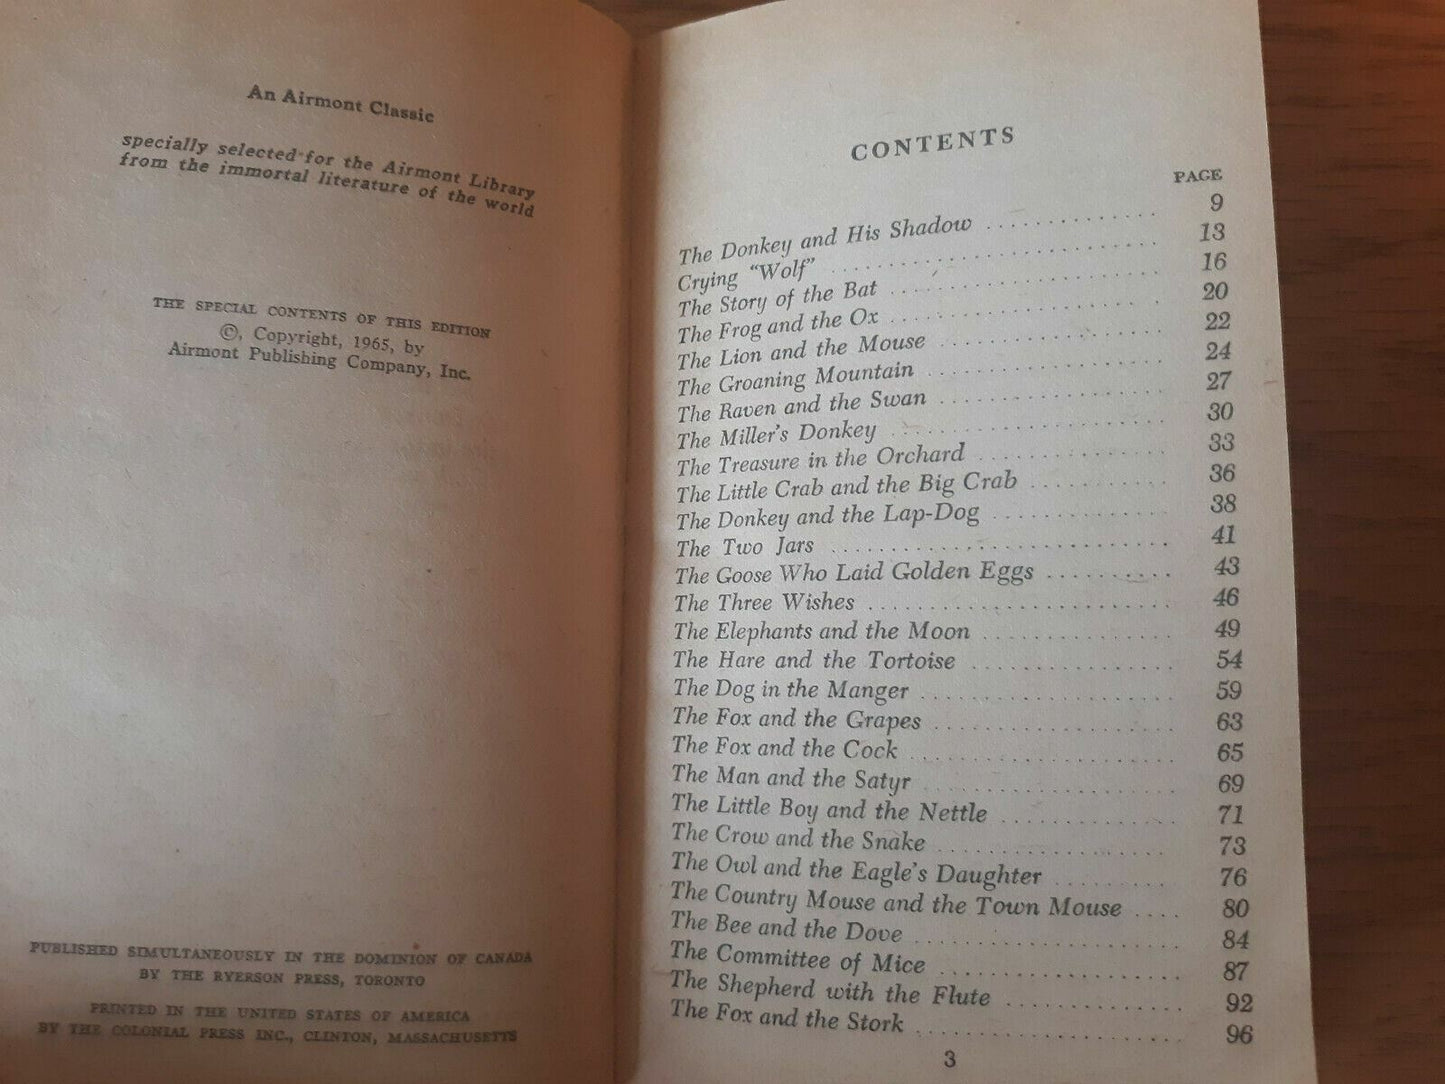 An Airmont Classic
specially selected for the Airmont Library
from the immortal literature of the world
THE SPECIAL CONTENTS OF THIS EDITION
©, Copyright, 1965, by
Airmont Publishing Company, Inc.
PUBLISHED SIMULTANEOUSLY IN THE DOMINION OF CANADA
BY THE RYERSON PRESS, TORONTO
PRINTED IN THE UNITED STATES OF AMERICA
BY THE COLONIAL PRESS INC., CLINTON, MASSACHUSETTS
CONTENTS
PAGE
The Donkey and His Shadow 9
Crying "Wolf" 13
The Story of the Bat 16
The Frog and the Ox 20
The Lion and the Mouse 22
The Groaning Mountain 24
The Raven and the Swan 27
The Miller's Donkey 30
The Treasure in the Orchard 33
The Little Crab and the Big Crab 36
The Donkey and the Lap-Dog 38
The Two Jars 41
The Goose Who Laid Golden Eggs 43
The Three Wishes 46
The Elephants and the Moon 49
The Hare and the Tortoise 54
The Dog in the Manger 59
The Fox and the Grapes 63
The Fox and the Cock 65
The Man and the Satyr 69
The Little Boy and the Nettle 71
The Crow and the Snake 73
The Owl and the Eagle's Daughter 76
The Country Mouse and the Town Mouse 80
The Bee and the Dove 84
The Committee of Mice 87
The Shepherd with the Flute 92
The Fox and the Stork 96
3